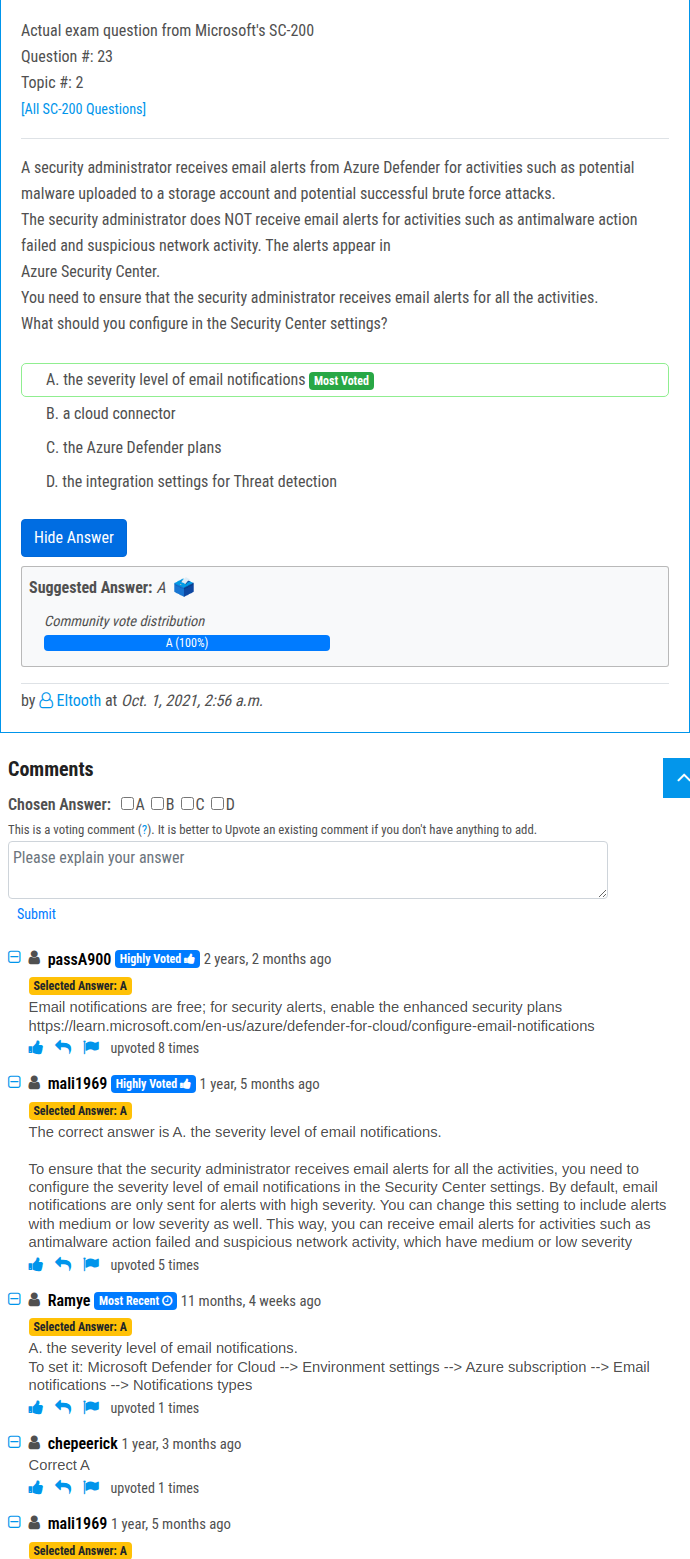 Actual exam question from Microsoft's SC-200
Question #: 23
Topic #: 2
[All SC-200 Questions]
A security administrator receives email alerts from Azure Defender for activities such as potential
malware uploaded to a storage account and potential successful brute force attacks.
The security administrator does NOT receive email alerts for activities such as antimalware action
failed and suspicious network activity. The alerts appear in
Azure Security Center.
You need to ensure that the security administrator receives email alerts for all the activities.
What should you configure in the Security Center settings?
A. the severity level of email notifications Most Voted
B. a cloud connector
C. the Azure Defender plans
D. the integration settings for Threat detection
Hide Answer
Suggested Answer: A
Community vote distribution
A (100%)
by Eltooth at Oct. 1, 2021, 2:56 a.m.
Comments
Chosen Answer: A B C D
This is a voting comment (?). It is better to Upvote an existing comment if you don't have anything to add.
Please explain your answer
Submit
passA900 Highly Voted 2 years, 2 months ago
Selected Answer: A
Email notifications are free; for security alerts, enable the enhanced security plans
https://learn.microsoft.com/en-us/azure/defender-for-cloud/configure-email-notifications
upvoted 8 times
mali1969 Highly Voted 1 year, 5 months ago
Selected Answer: A
The correct answer is A. the severity level of email notifications.
To ensure that the security administrator receives email alerts for all the activities, you need to
configure the severity level of email notifications in the Security Center settings. By default, email
notifications are only sent for alerts with high severity. You can change this setting to include alerts
with medium or low severity as well. This way, you can receive email alerts for activities such as
antimalware action failed and suspicious network activity, which have medium or low severity
upvoted 5 times
Ramye Most Recent 11 months, 4 weeks ago
Selected Answer: A
A. the severity level of email notifications.
To set it: Microsoft Defender for Cloud --> Environment settings --> Azure subscription --> Email
notifications --> Notifications types
upvoted 1 times
chepeerick 1 year, 3 months ago
Correct A
upvoted 1 times
mali1969 1 year, 5 months ago
Selected Answer: A